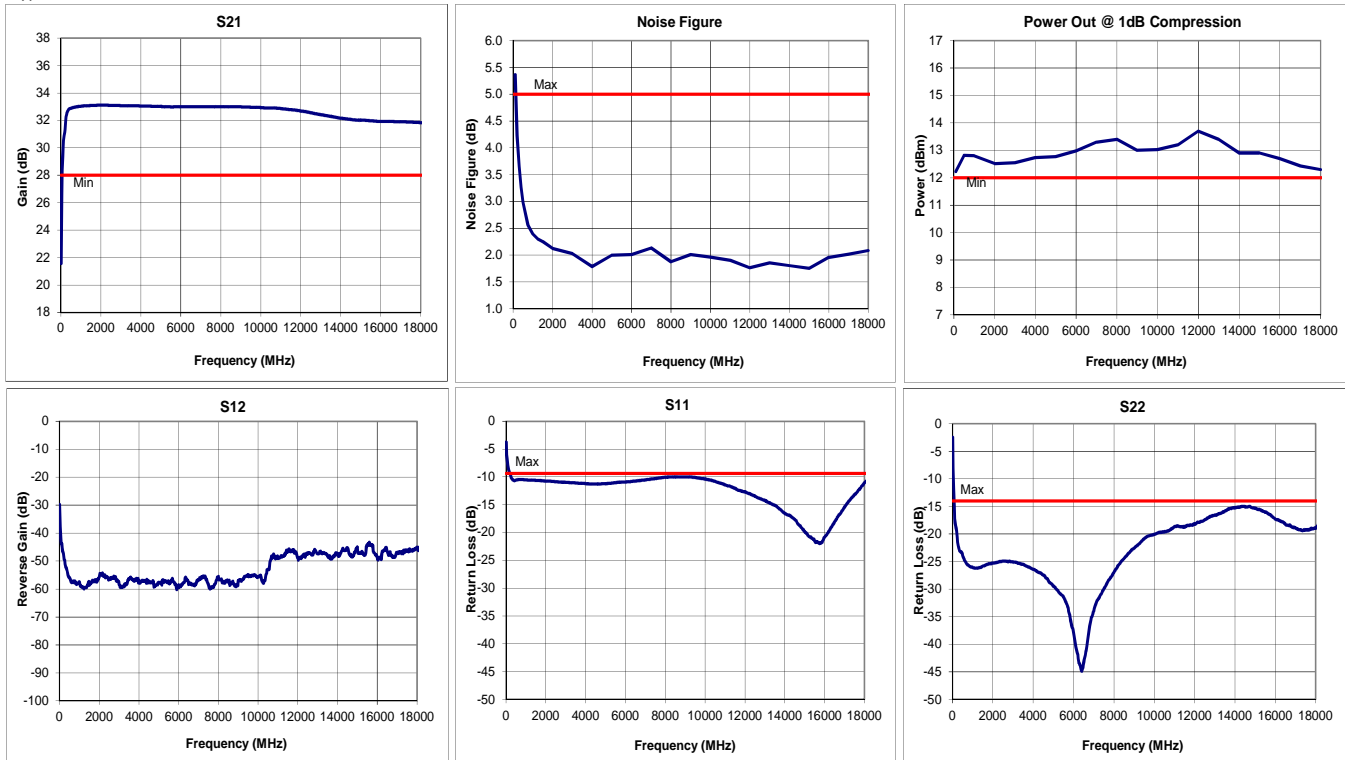 S21
38
36
34
32
30
28
26
24
22
20
18
Gain (dB)
Min
0 2000 4000 6000 8000 10000 12000 14000 16000 18000
Frequency (MHz)
Noise Figure
6.0
5.5
5.0
4.5
4.0
3.5
3.0
2.5
2.0
1.5
1.0
Noise Figure (dB)
Max
0 2000 4000 6000 8000 10000 12000 14000 16000 18000
Frequency (MHz)
Power Out @ 1dB Compression
17
16
15
14
13
12
11
10
9
8
7
Power (dBm)
Min
0 2000 4000 6000 8000 10000 12000 14000 16000 18000
Frequency (MHz)
S12
0
-10
-20
-30
-40
-50
-60
-70
-80
-90
-100
Reverse Gain (dB)
0 2000 4000 6000 8000 10000 12000 14000 16000 18000
Frequency (MHz)
S11
0
-5
-10
-15
-20
-25
-30
-35
-40
-45
-50
Return Loss (dB)
Max
0 2000 4000 6000 8000 10000 12000 14000 16000 18000
Frequency (MHz)
S22
0
-5
-10
-15
-20
-25
-30
-35
-40
-45
-50
Return Loss (dB)
Max
0 2000 4000 6000 8000 10000 12000 14000 16000 18000
Frequency (MHz)